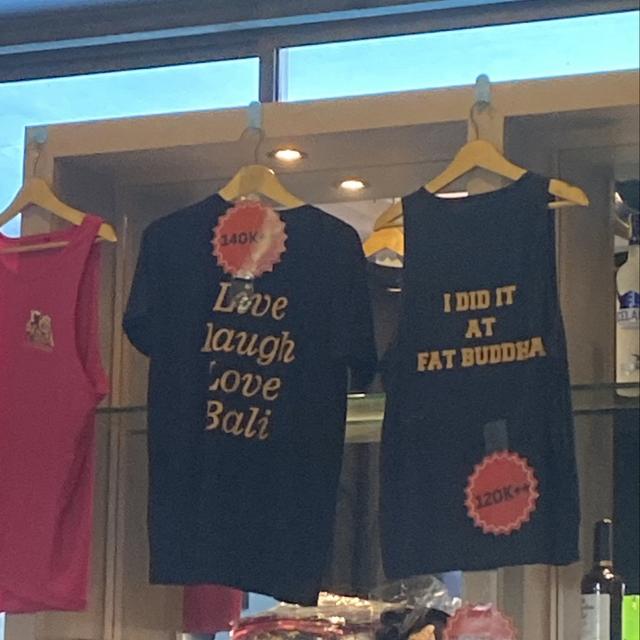 140K
Live
laugh
Love
Bali
I DID IT
AT
FAT BUDDHA
120K++